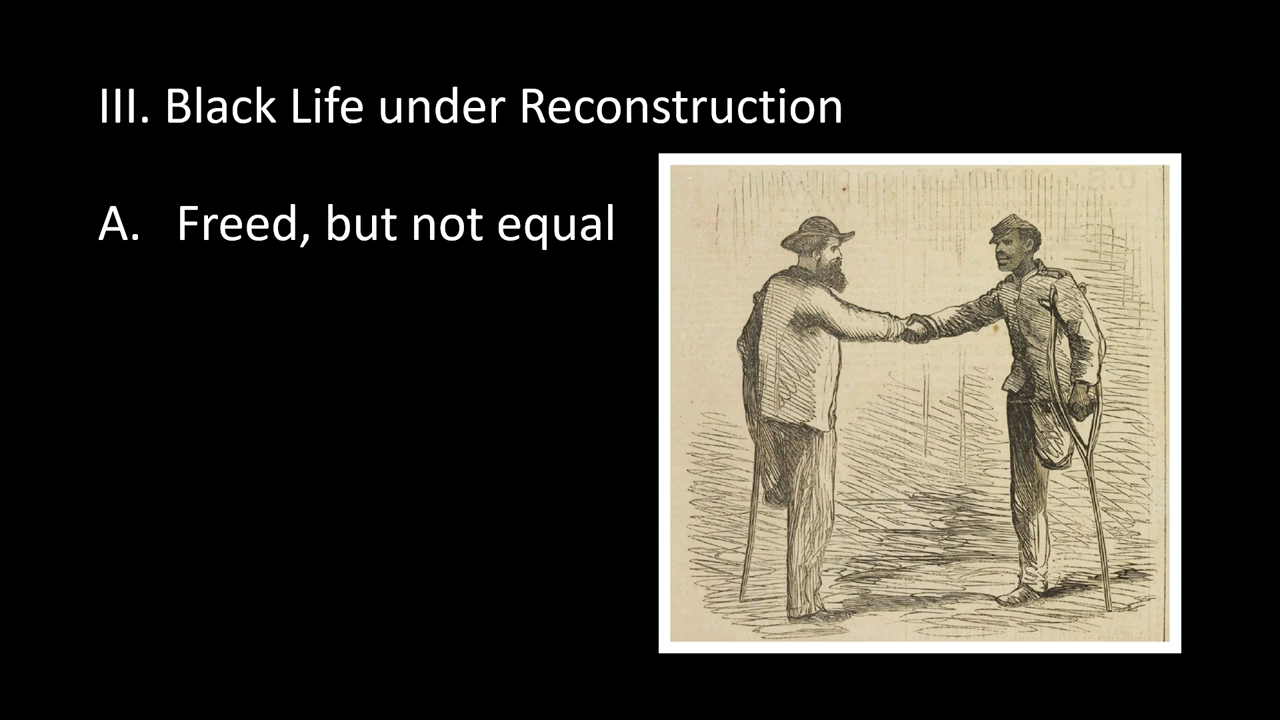 III. Black Life under Reconstruction
A. Freed, but not equal